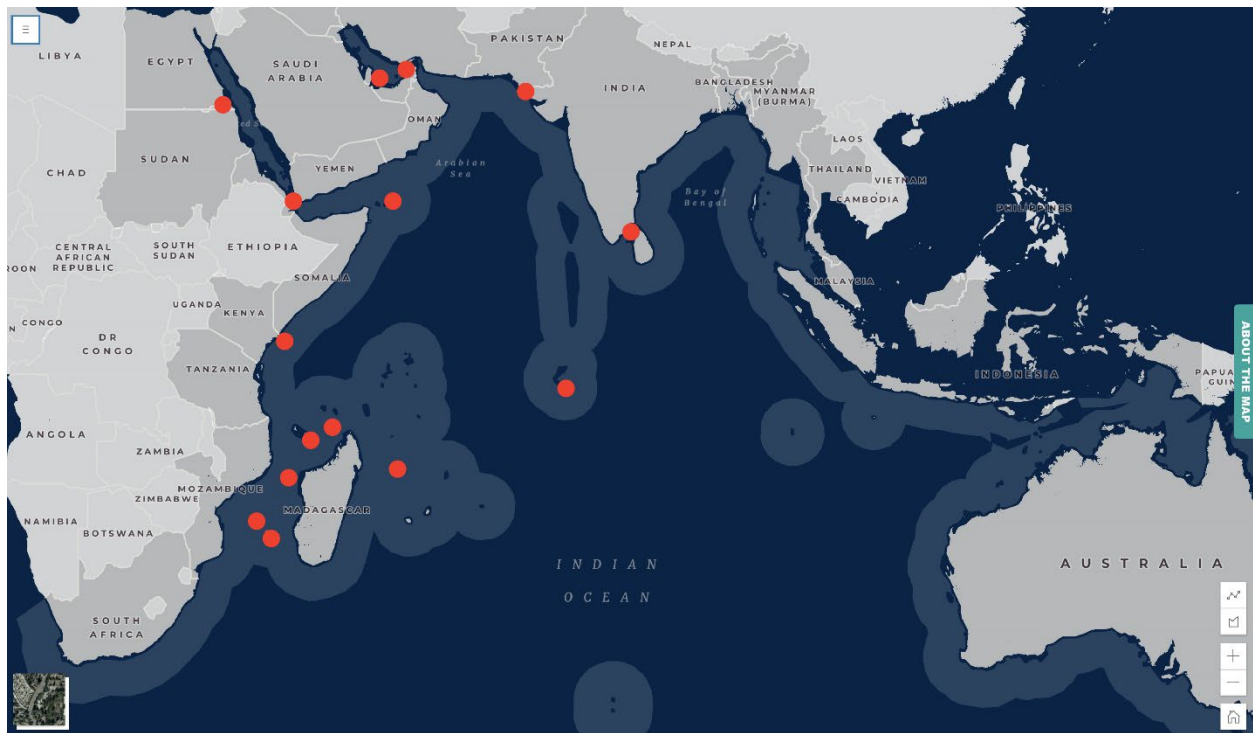 LIBYA
EGYPT
SAUDI
ARABIA
PAKISTAN
NEPAL
INDIA
BANGLADESH
MYANMAR
(BURMA)
OMAN
SUDAN
YEMEN
Arabian
Sea
LAOS
CHAD
THAILAND
VIETNAM
Bay of
Bengal
CAMBODIA
PHILIPPINES
CENTRAL
AFRICAN
REPUBLIC
SOUTH
SUDAN
ETHIOPIA
SOMALIA
MALAYSIA
UGANDA
KENYA
CONGO
DR
CONGO
TANZANIA
INDONESIA
PAPUA
GUIN
ABOUT THE MAP
ANGOLA
ZAMBIA
MOZAMBIQUE
ZIMBABWE
MADAGASCAR
NAMIBIA
BOTSWANA
INDIAN
OCEAN
AUSTRALIA
SOUTH
AFRICA